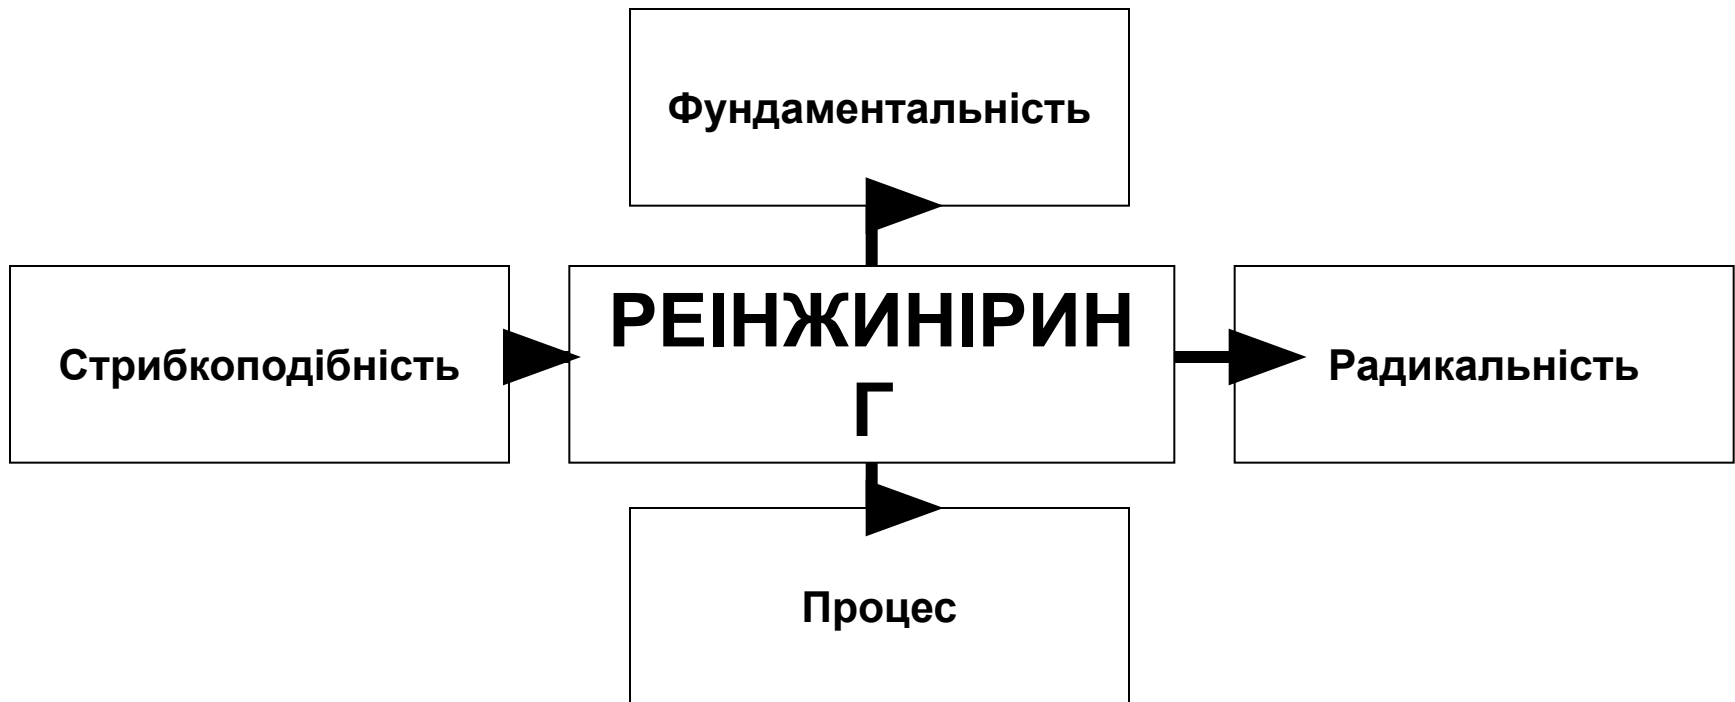 Фундаментальність
Стрибкоподібність
РЕІНЖИНІРИН
Г
Радикальність
Процес